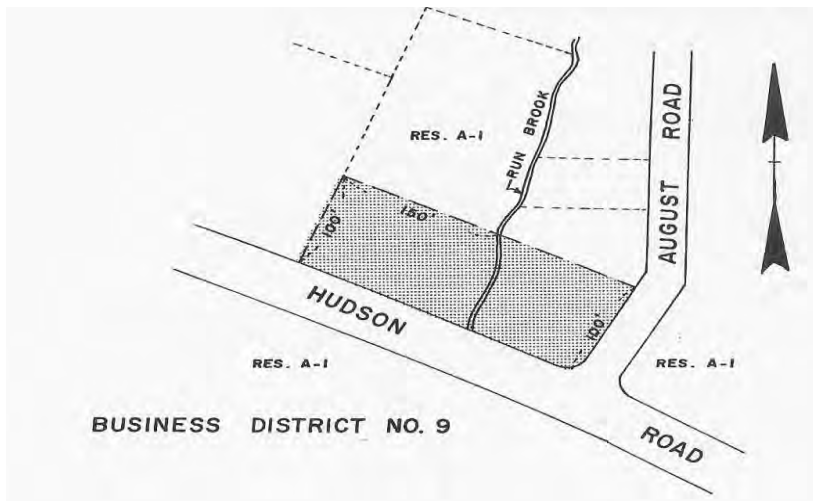 RES. A-1
RUN BROOK
AUGUST ROAD
150'
100'
100'
HUDSON ROAD
RES. A-1
RES. A-1
BUSINESS DISTRICT NO. 9